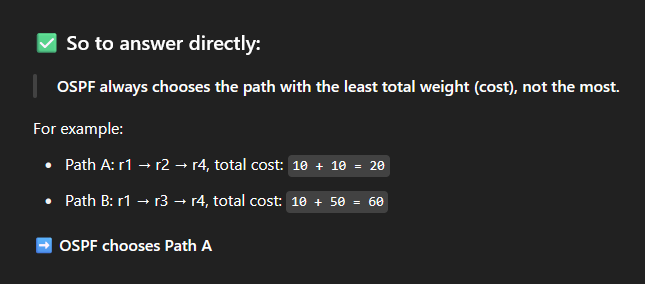 ✅ So to answer directly:
OSPF always chooses the path with the least total weight (cost), not the most.
For example:
• Path A: r1 → r2 → r4, total cost: 10 + 10 = 20
• Path B: r1 → r3 → r4, total cost: 10 + 50 = 60
➡️ OSPF chooses Path A